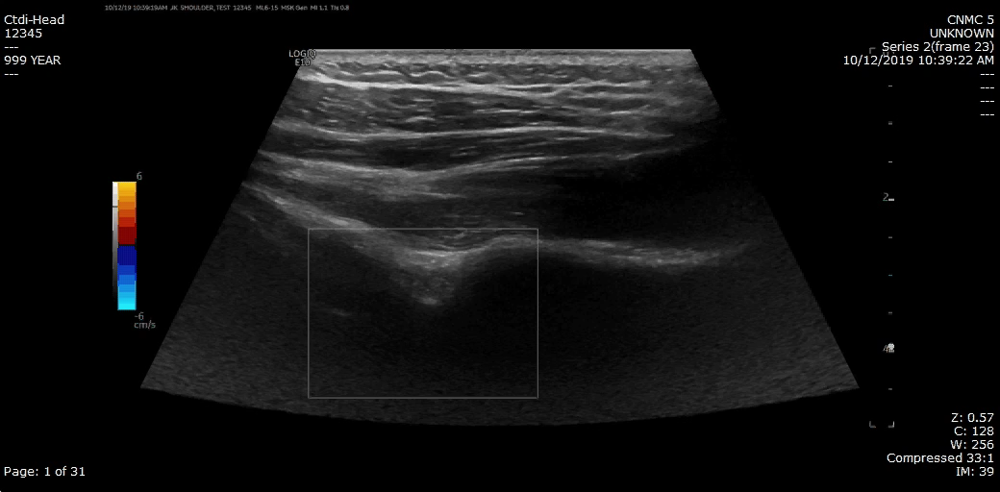 10/12/19 10:39:19AM JK SHOULDER, TEST 12345 ML6-15 MSK Gen MI 1.1 TIs 0.8
Ctdi-Head
12345
---
999 YEAR
---
CNMC 5
UNKNOWN
Series 2(frame 23)
10/12/2019 10:39:22 AM
---
---
---
---
LOGIQ
E10
6
-6
cm/s
2
4
Z: 0.57
C: 128
W: 256
Compressed 33:1
IM: 39
Page: 1 of 31